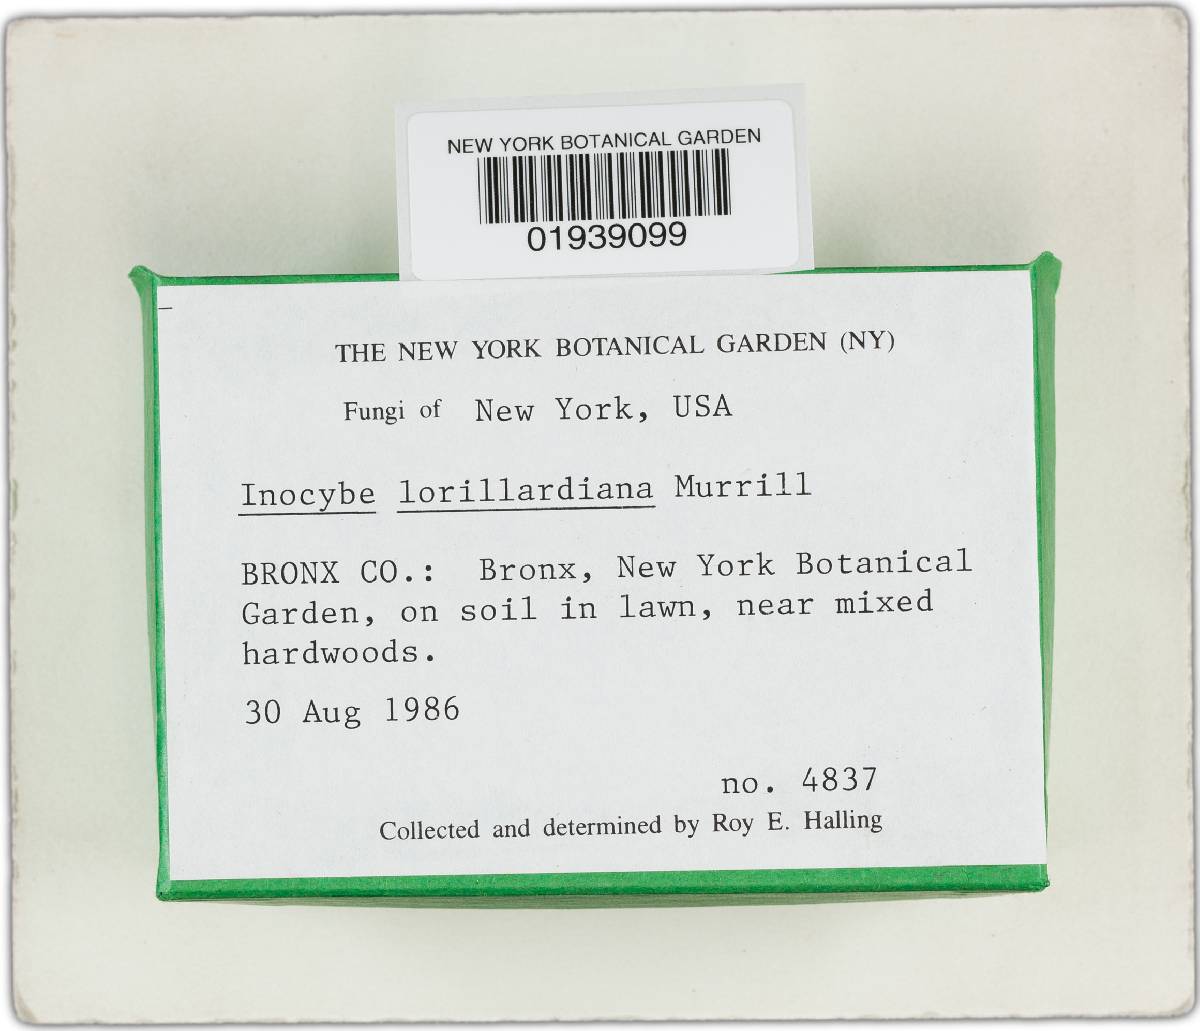 NEW YORK BOTANICAL GARDEN
01939099
THE NEW YORK BOTANICAL GARDEN (NY)
Fungi of New York, USA
Inocybe lorillardiana Murrill
BRONX CO.: Bronx, New York Botanical
Garden, on soil in lawn, near mixed
hardwoods.
30 Aug 1986
no. 4837
Collected and determined by Roy E. Halling